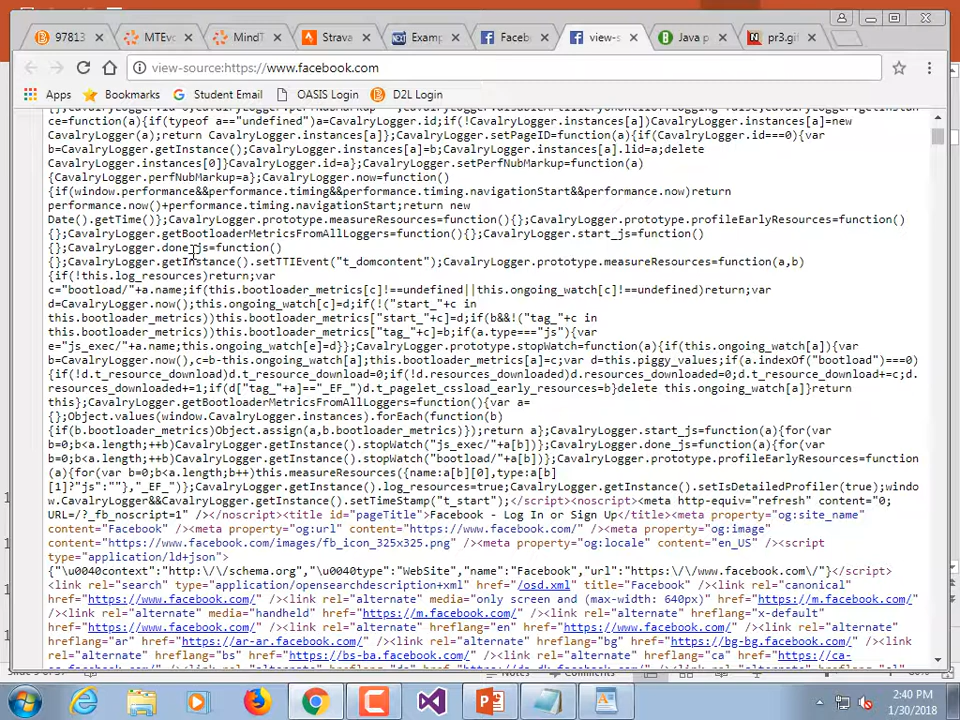 97813
MTEv
MindT
Strava
Examp
Faceb
view-s
Java p
pr3.gif
view-source:https://www.facebook.com
Apps Bookmarks Student Email OASIS Login D2L Login
ce=function(a){if(typeof a=="undefined")a=CavalryLogger.id;if(!CavalryLogger.instances[a])CavalryLogger.instances[a]=new
CavalryLogger(a);return CavalryLogger.instances[a]};CavalryLogger.setPageID=function(a){if(CavalryLogger.id===0){var
b=CavalryLogger.getInstance();CavalryLogger.instances[a]=b;CavalryLogger.instances[a].lid=a;delete
CavalryLogger.instances[0]}CavalryLogger.id=a};CavalryLogger.setPerfNubMarkup=function(a)
{CavalryLogger.perfNubMarkup=a};CavalryLogger.now=function()
{if(window.performance&&performance.timing&&performance.timing.navigationStart&&performance.now)return
performance.now()+performance.timing.navigationStart;return new
Date().getTime()};CavalryLogger.prototype.measureResources=function(){};CavalryLogger.prototype.profileEarlyResources=function()
{};CavalryLogger.getBootloaderMetricsFromAllLoggers=function(){};CavalryLogger.start_js=function()
{};CavalryLogger.done_js=function()
{};CavalryLogger.getInstance().setTTIEvent("t_domcontent");CavalryLogger.prototype.measureResources=function(a,b)
{if(!this.log_resources)return;var
c="bootload/"+a.name;if(this.bootloader_metrics[c]!==undefined||this.ongoing_watch[c]!==undefined)return;var
d=CavalryLogger.now();this.ongoing_watch[c]=d;if(!("start_"+c in
this.bootloader_metrics))this.bootloader_metrics["start_"+c]=d;if(b&&!("tag_"+c in
this.bootloader_metrics))this.bootloader_metrics["tag_"+c]=b;if(a.type==="js"){var
e="js_exec/"+a.name;this.ongoing_watch[e]=d}};CavalryLogger.prototype.stopWatch=function(a){if(this.ongoing_watch[a]){var
b=CavalryLogger.now(),c=b-this.ongoing_watch[a];this.bootloader_metrics[a]=c;var d=this.piggy_values;if(a.indexOf("bootload")===0)
{if(!d.t_resource_download)d.t_resource_download=0;if(!d.resources_downloaded)d.resources_downloaded=0;d.t_resource_download+=c;d.
resources_downloaded+=1;if(d["tag_"+a]=="_EF_")d.t_pagelet_cssload_early_resources=b}delete this.ongoing_watch[a]}return
this};CavalryLogger.getBootloaderMetricsFromAllLoggers=function(){var a=
{};Object.values(window.CavalryLogger.instances).forEach(function(b)
{if(b.bootloader_metrics)Object.assign(a,b.bootloader_metrics)});return a};CavalryLogger.start_js=function(a){for(var
b=0;b<a.length;++b)CavalryLogger.getInstance().stopWatch("js_exec/"+a[b])};CavalryLogger.done_js=function(a){for(var
b=0;b<a.length;++b)CavalryLogger.getInstance().stopWatch("bootload/"+a[b])};CavalryLogger.prototype.profileEarlyResources=function
(a){for(var b=0;b<a.length;b++)this.measureResources({name:a[b][0],type:a[b]
[1]?"js":""},"_EF_")};CavalryLogger.getInstance().log_resources=true;CavalryLogger.getInstance().setIsDetailedProfiler(true);windo
w.CavalryLogger&&CavalryLogger.getInstance().setTimeStamp("t_start");</script><noscript><meta http-equiv="refresh" content="0;
URL=/?_fb_noscript=1" /></noscript><title id="pageTitle">Facebook - Log In or Sign Up</title><meta property="og:site_name"
content="Facebook" /><meta property="og:url" content="https://www.facebook.com/" /><meta property="og:image"
content="https://www.facebook.com/images/fb_icon_325x325.png" /><meta property="og:locale" content="en_US" /><script
type="application/ld+json">
{"\u0040context":"http:\/\/schema.org","\u0040type":"WebSite","name":"Facebook","url":"https:\/\/www.facebook.com\/"}</script>
<link rel="search" type="application/opensearchdescription+xml" href="/osd.xml" title="Facebook" /><link rel="canonical"
href="https://www.facebook.com/" /><link rel="alternate" media="only screen and (max-width: 640px)" href="https://m.facebook.com/"
/><link rel="alternate" media="handheld" href="https://m.facebook.com/" /><link rel="alternate" hreflang="x-default"
href="https://www.facebook.com/" /><link rel="alternate" hreflang="en" href="https://www.facebook.com/" /><link rel="alternate"
hreflang="ar" href="https://ar-ar.facebook.com/" /><link rel="alternate" hreflang="bg" href="https://bg-bg.facebook.com/" /><link
rel="alternate" hreflang="bs" href="https://bs-ba.facebook.com/" /><link rel="alternate" hreflang="ca" href="https://ca-
2:40 PM
1/30/2018